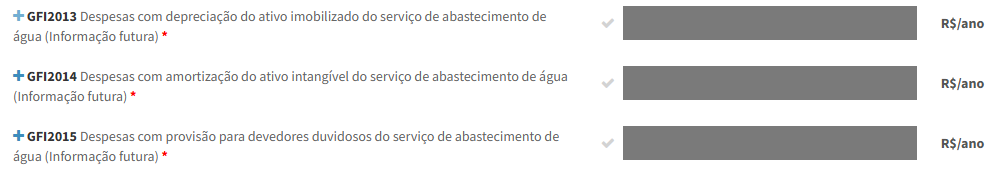 GFI2013 Despesas com depreciação do ativo imobilizado do serviço de abastecimento de
água (Informação futura) *
R$/ano
GFI2014 Despesas com amortização do ativo intangível do serviço de abastecimento de água
(Informação futura) *
R$/ano
GFI2015 Despesas com provisão para devedores duvidosos do serviço de abastecimento de
água (Informação futura) *
R$/ano